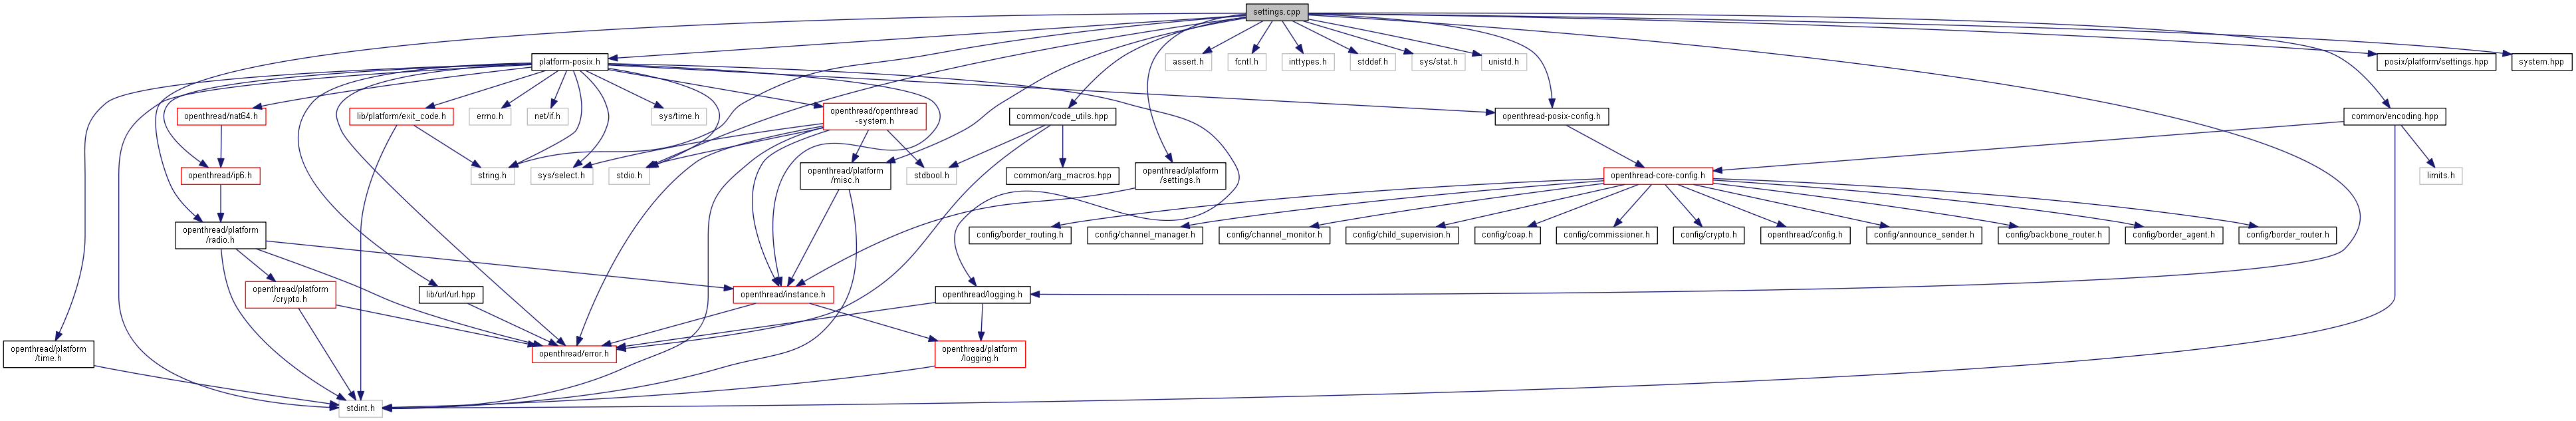 settings.cpp
platform-posix.h
assert.h
fcntl.h
inttypes.h
stddef.h
sys/stat.h
unistd.h
posix/platform/settings.hpp
system.hpp
openthread/nat64.h
lib/platform/exit_code.h
errno.h
net/if.h
sys/time.h
openthread/openthread
-system.h
common/code_utils.hpp
openthread-posix-config.h
common/encoding.hpp
openthread/ip6.h
string.h
sys/select.h
stdio.h
openthread/platform
/misc.h
stdbool.h
common/arg_macros.hpp
openthread/platform
/settings.h
openthread-core-config.h
limits.h
openthread/platform
/radio.h
config/border_routing.h
config/channel_manager.h
config/channel_monitor.h
config/child_supervision.h
config/coap.h
config/commissioner.h
config/crypto.h
openthread/config.h
config/announce_sender.h
config/backbone_router.h
config/border_agent.h
config/border_router.h
openthread/platform
/crypto.h
lib/url/url.hpp
openthread/instance.h
openthread/logging.h
openthread/platform
/time.h
openthread/error.h
openthread/platform
/logging.h
stdint.h